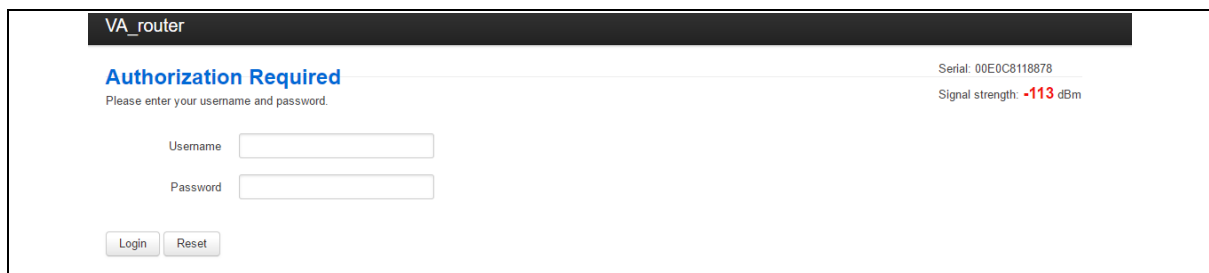 VA_router
Authorization Required
Serial: 00E0C8118878
Please enter your username and password.
Signal strength: -113 dBm
Username
Password
Login Reset